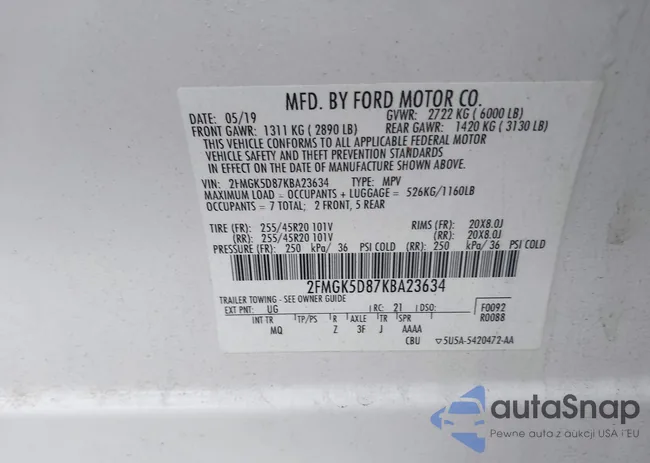 MFD. BY FORD MOTOR CO.
DATE: 05/19 GVWR: 2722 KG ( 6000 LB)
FRONT GAWR: 1311 KG ( 2890 LB) REAR GAWR: 1420 KG ( 3130 LB)
THIS VEHICLE CONFORMS TO ALL APPLICABLE FEDERAL MOTOR
VEHICLE SAFETY AND THEFT PREVENTION STANDARDS
IN EFFECT ON THE DATE OF MANUFACTURE SHOWN ABOVE.
VIN: 2FMGK5D87KBA23634 TYPE: MPV
MAXIMUM LOAD = OCCUPANTS + LUGGAGE = 526KG/1160LB
OCCUPANTS = 7 TOTAL; 2 FRONT, 5 REAR
TIRE (FR): 255/45R20 101V RIMS (FR): 20X8.0J
(RR): 255/45R20 101V (RR): 20X8.0J
PRESSURE (FR): 250 kPa/ 36 PSI COLD (RR): 250 kPa/ 36 PSI COLD
2FMGK5D87KBA23634
TRAILER TOWING - SEE OWNER GUIDE
EXT PNT: UG RC: 21 DSO: F0092
INT TR TP/PS R AXLE TR SPR R0088
MQ Z 3F J AAAA
CBU ▽5U5A-5420472-AA
autaSnap
Pewne auta z aukcji USA i EU